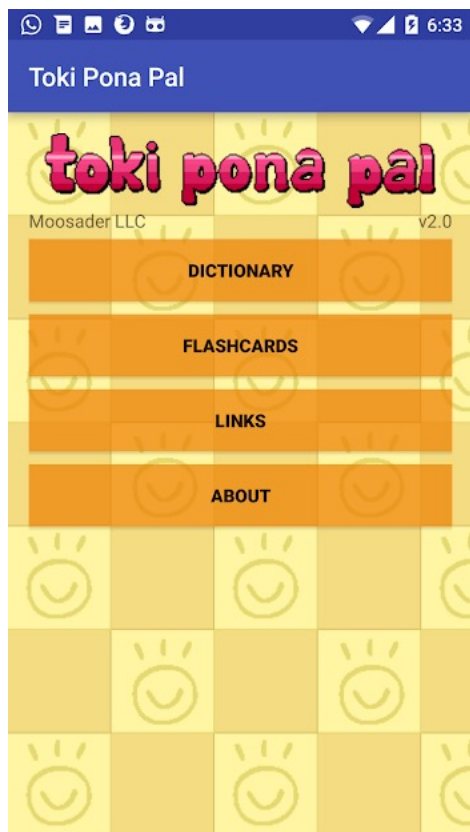 6:33
Toki Pona Pal
toki pona pal
Moosader LLC v2.0
DICTIONARY
FLASHCARDS
LINKS
ABOUT